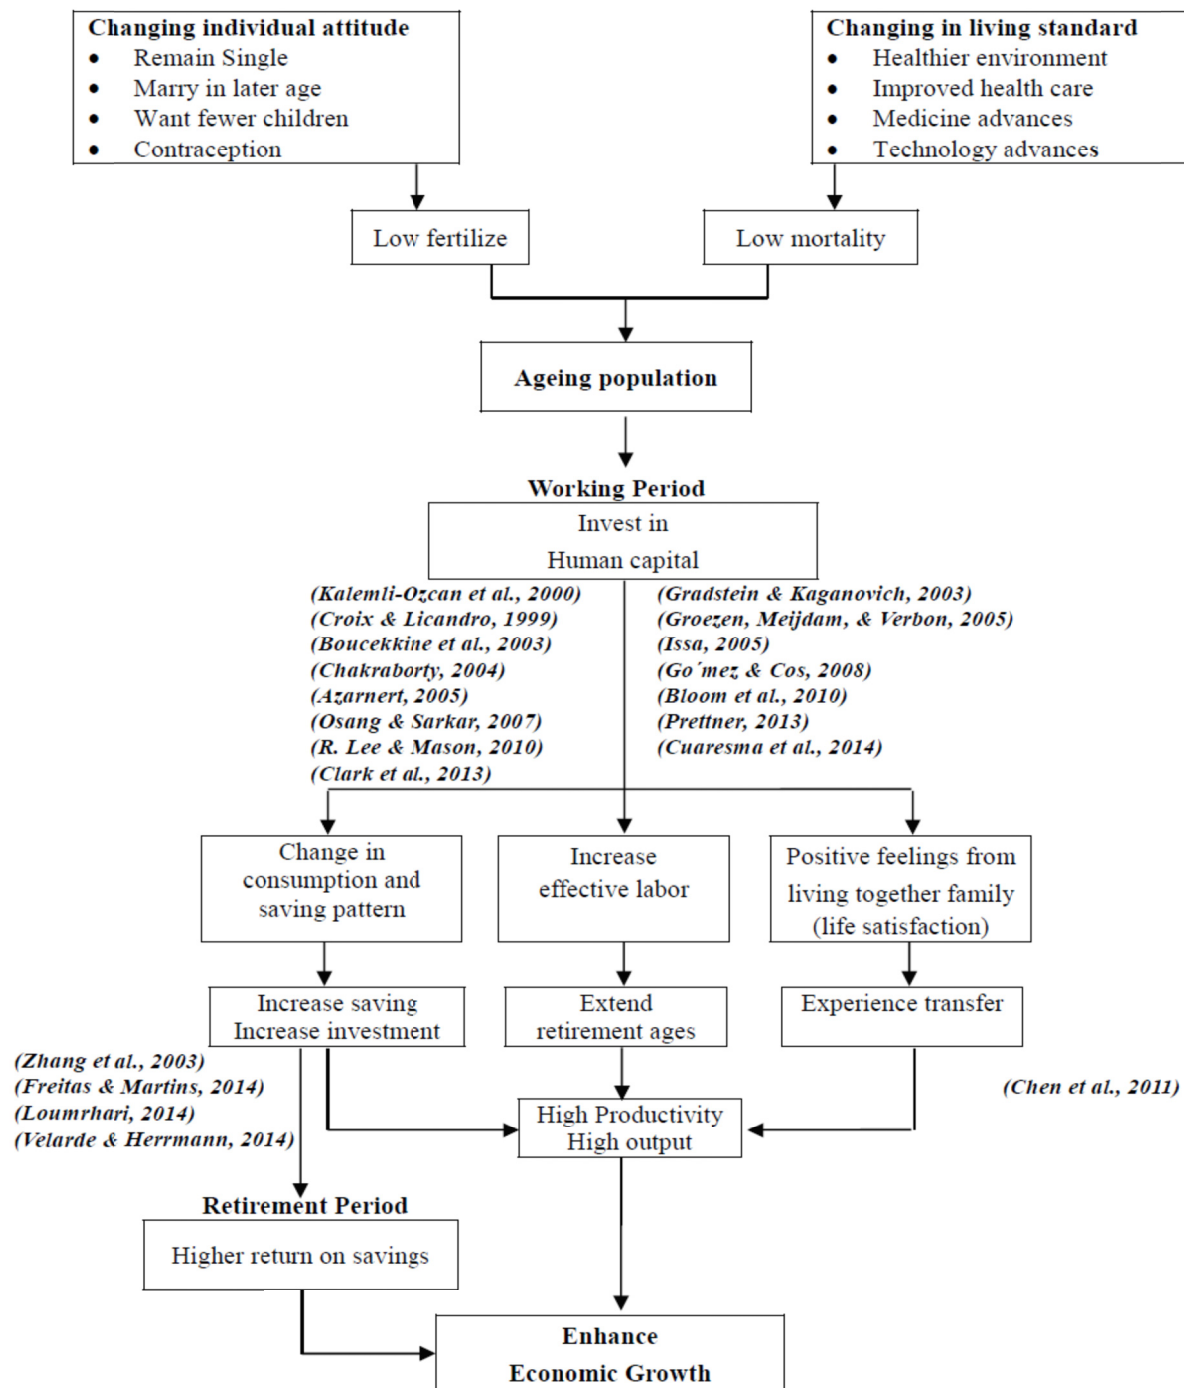 Changing individual attitude
• Remain Single
• Marry in later age
• Want fewer children
• Contraception
Changing in living standard
• Healthier environment
• Improved health care
• Medicine advances
• Technology advances
Low fertilize
Low mortality
Ageing population
Working Period
Invest in
Human capital
(Kalemli-Ozcan et al., 2000)
(Croix & Licandro, 1999)
(Boucekkine et al., 2003)
(Chakraborty, 2004)
(Azarnert, 2005)
(Osang & Sarkar, 2007)
(R. Lee & Mason, 2010)
(Clark et al., 2013)
(Gradstein & Kaganovich, 2003)
(Groezen, Meijdam, & Verbon, 2005)
(Issa, 2005)
(Go´mez & Cos, 2008)
(Bloom et al., 2010)
(Prettner, 2013)
(Cuaresma et al., 2014)
Change in
consumption and
saving pattern
Increase
effective labor
Positive feelings from
living together family
(life satisfaction)
Increase saving
Increase investment
Extend
retirement ages
Experience transfer
(Zhang et al., 2003)
(Freitas & Martins, 2014)
(Loumrhari, 2014)
(Velarde & Herrmann, 2014)
(Chen et al., 2011)
High Productivity
High output
Retirement Period
Higher return on savings
Enhance
Economic Growth